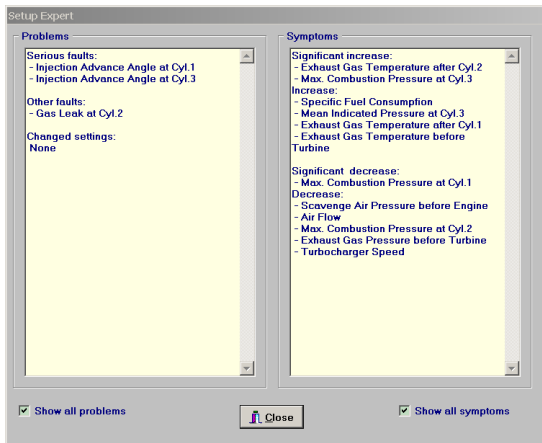 Setup Expert
Problems
Serious faults:
- Injection Advance Angle at Cyl.1
- Injection Advance Angle at Cyl.3
Other faults:
- Gas Leak at Cyl.2
Changed settings:
None
Symptoms
Significant increase:
- Exhaust Gas Temperature after Cyl.2
- Max. Combustion Pressure at Cyl.3
Increase:
- Specific Fuel Consumpfion
- Mean Indicated Pressure at Cyl.3
- Exhaust Gas Temperature after Cyl.1
- Exhaust Gas Temperature before
Turbine
Significant decrease:
- Max. Combustion Pressure at Cyl.1
Decrease:
- Scavenge Air Pressure before Engine
- Air Flow
- Max. Combustion Pressure at Cyl.2
- Exhaust Gas Pressure before Turbine
- Turbocharger Speed
Show all problems
Close
Show all symptoms